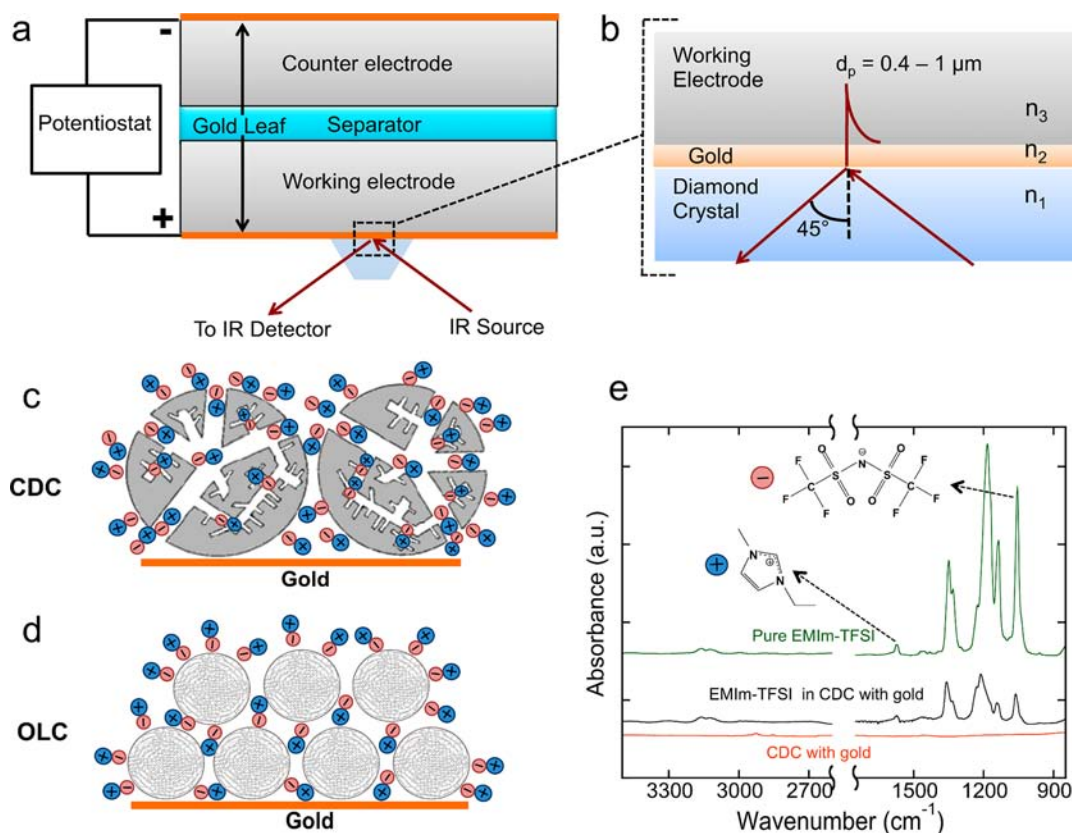 a
-
Counter electrode
Potentiostat
Gold Leaf Separator
Working electrode
+
To IR Detector
IR Source
b
Working
Electrode
dp = 0.4 – 1 μm
n3
Gold
n2
Diamond
Crystal
n1
45°
c
CDC
Gold
d
OLC
Gold
e
Absorbance (a.u.)
F
F
F
S
O
O
N
⊖
S
O
O
F
F
F
−
+
N
⊕
N
Pure EMIm-TFSI
EMIm-TFSI in CDC with gold
CDC with gold
3300 3000 2700 1500 1200 900
Wavenumber (cm-1)